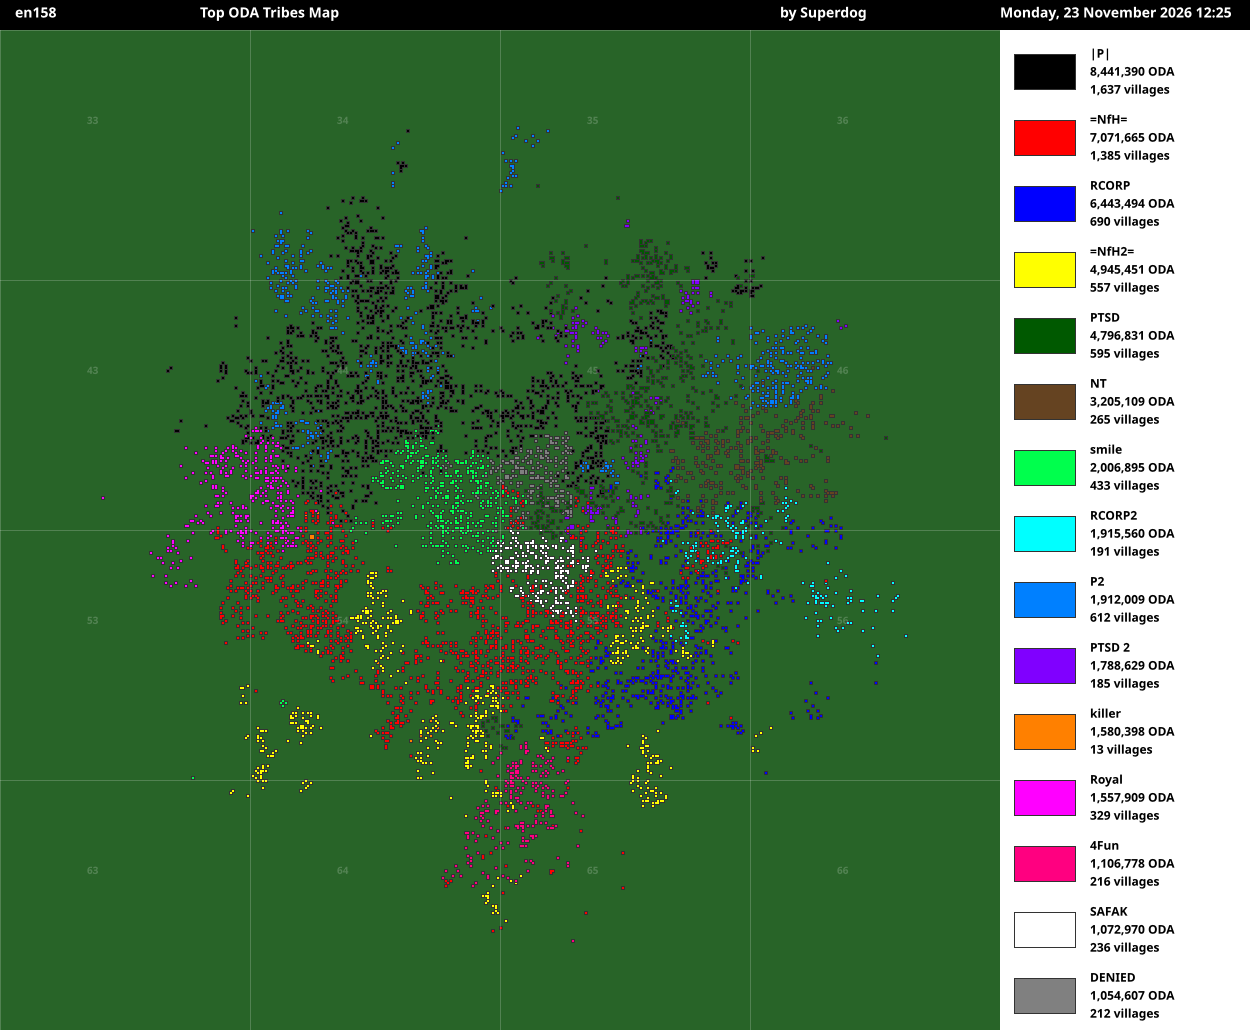 en158 Top ODA Tribes Map by Superdog Monday, 23 November 2026 12:25
33 34 35 36
43 44 45 46
53 54 55 56
63 64 65 66
|P|
8,441,390 ODA
1,637 villages
=NfH=
7,071,665 ODA
1,385 villages
RCORP
6,443,494 ODA
690 villages
=NfH2=
4,945,451 ODA
557 villages
PTSD
4,796,831 ODA
595 villages
NT
3,205,109 ODA
265 villages
smile
2,006,895 ODA
433 villages
RCORP2
1,915,560 ODA
191 villages
P2
1,912,009 ODA
612 villages
PTSD 2
1,788,629 ODA
185 villages
killer
1,580,398 ODA
13 villages
Royal
1,557,909 ODA
329 villages
4Fun
1,106,778 ODA
216 villages
SAFAK
1,072,970 ODA
236 villages
DENIED
1,054,607 ODA
212 villages